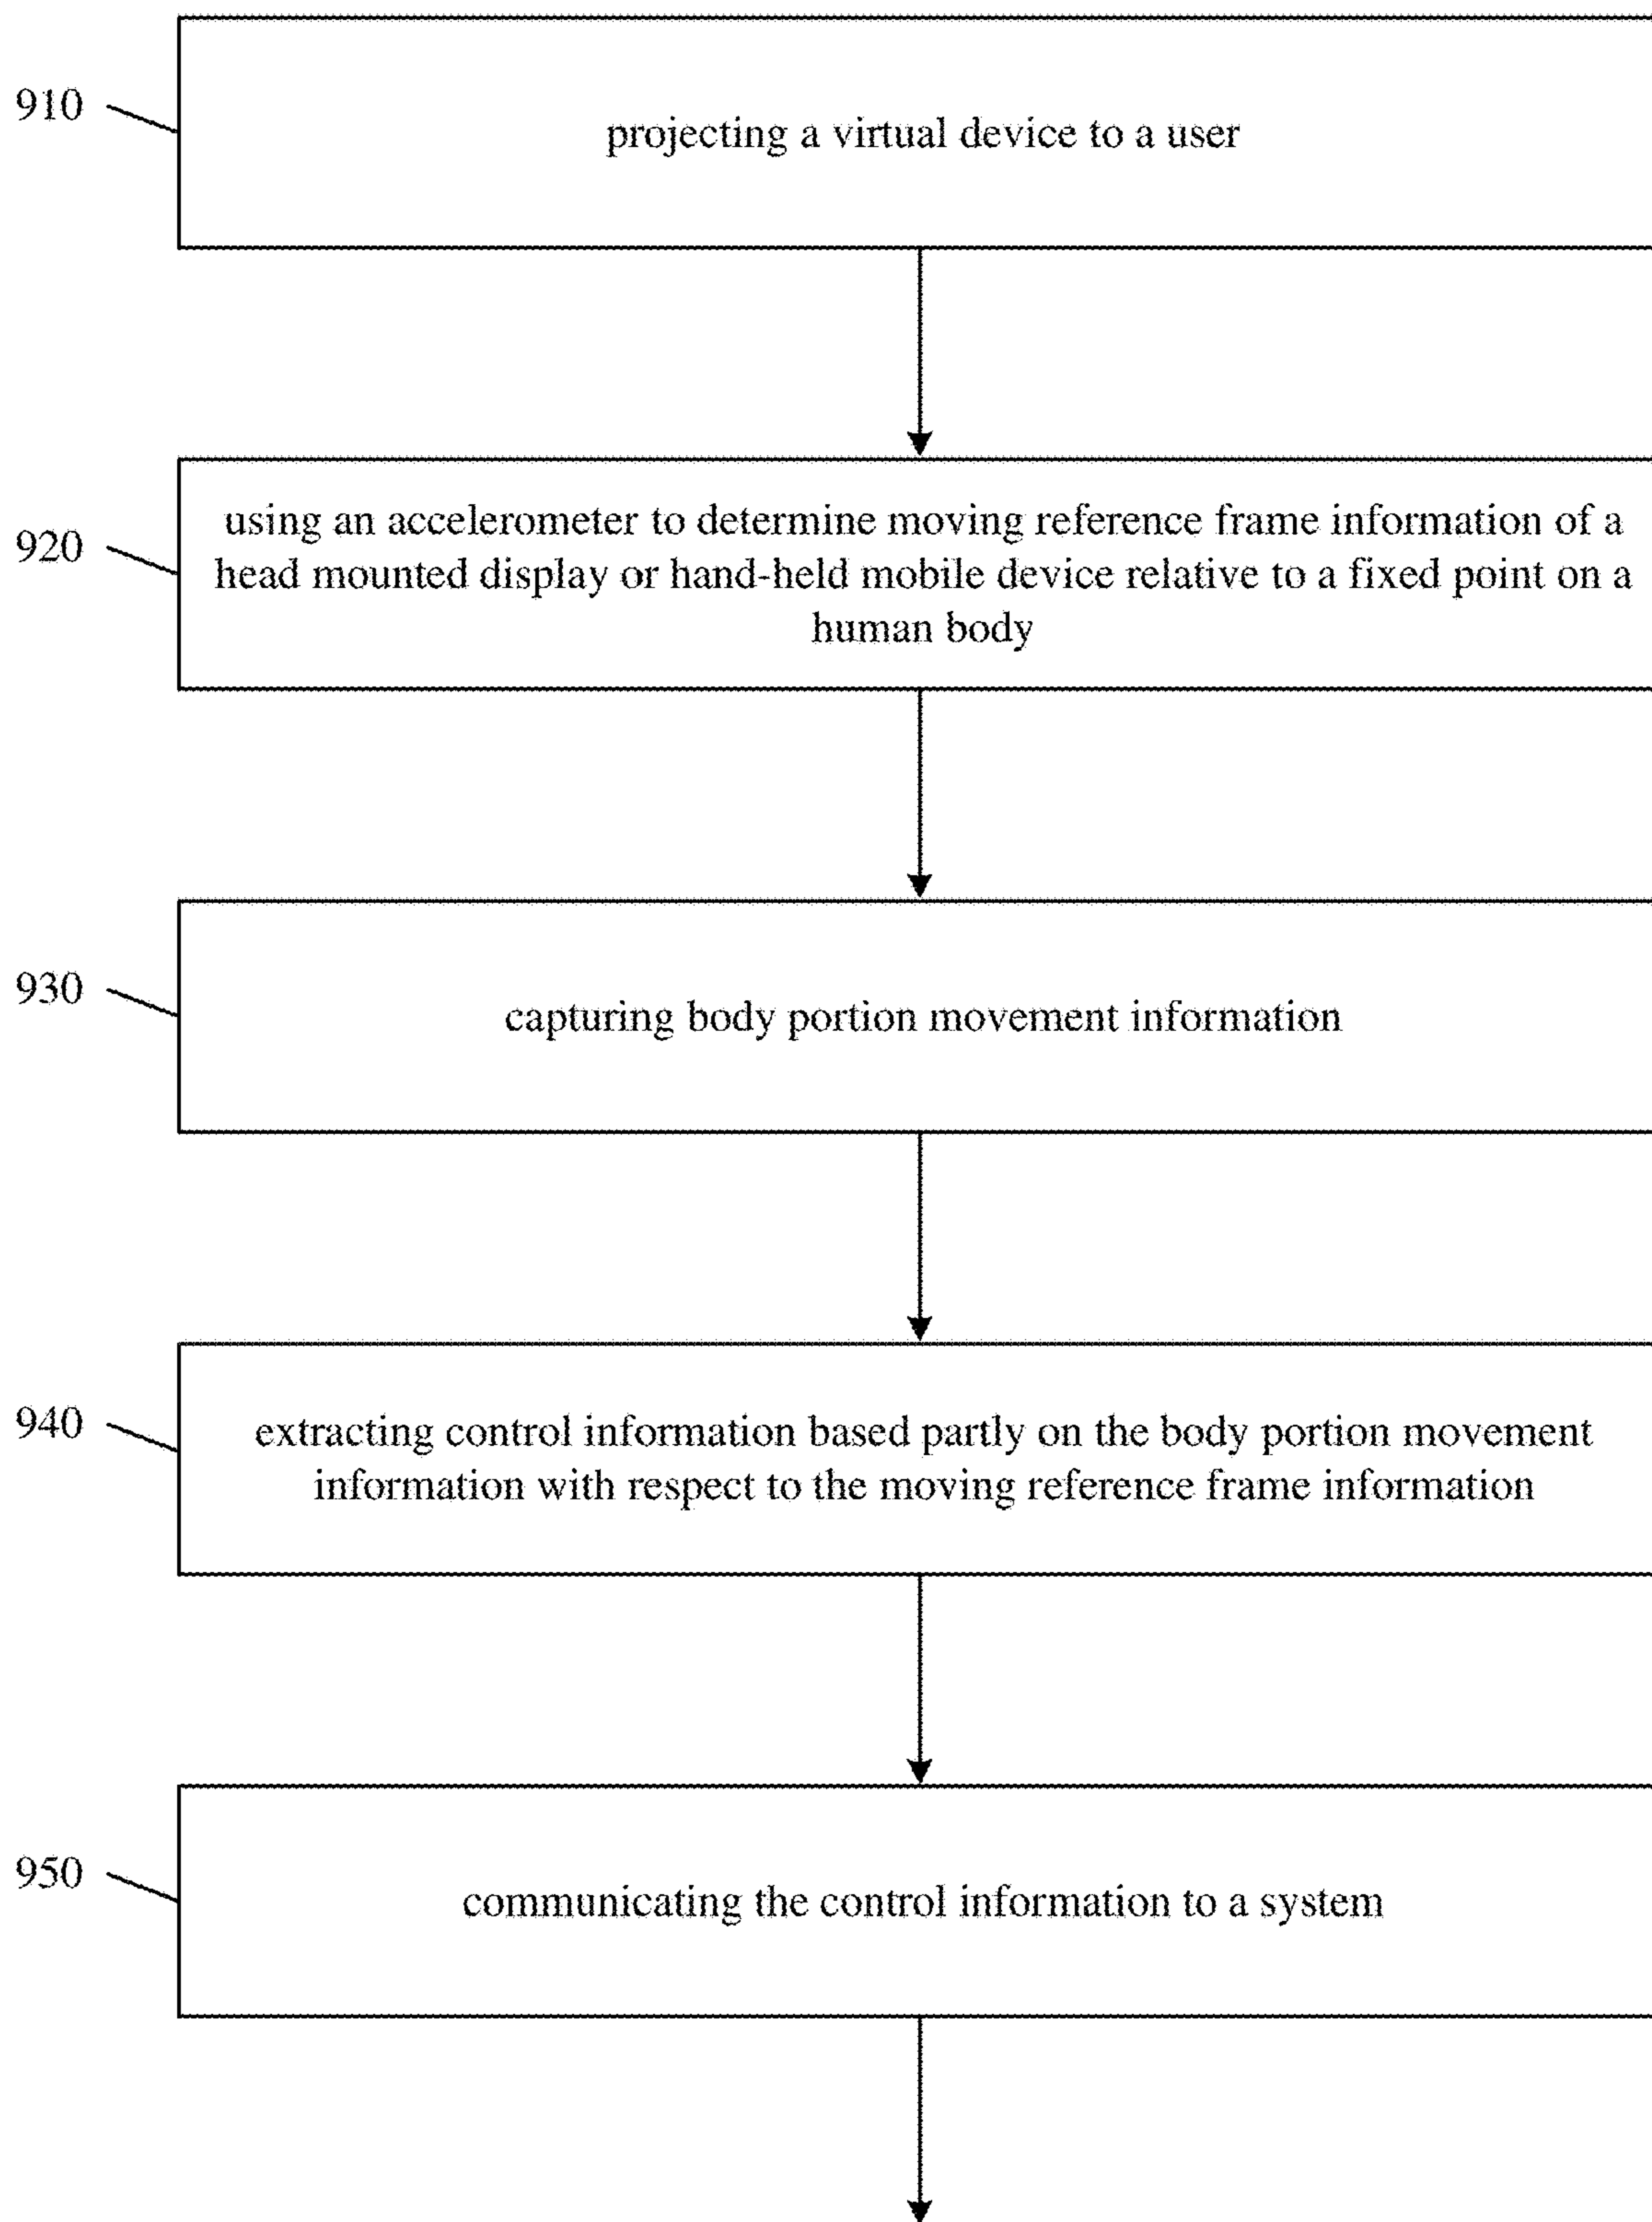 910
projecting a virtual device to a user
920
using an accelerometer to determine moving reference frame information of a
head mounted display or hand-held mobile device relative to a fixed point on a
human body
930
capturing body portion movement information
940
extracting control information based partly on the body portion movement
information with respect to the moving reference frame information
950
communicating the control information to a system